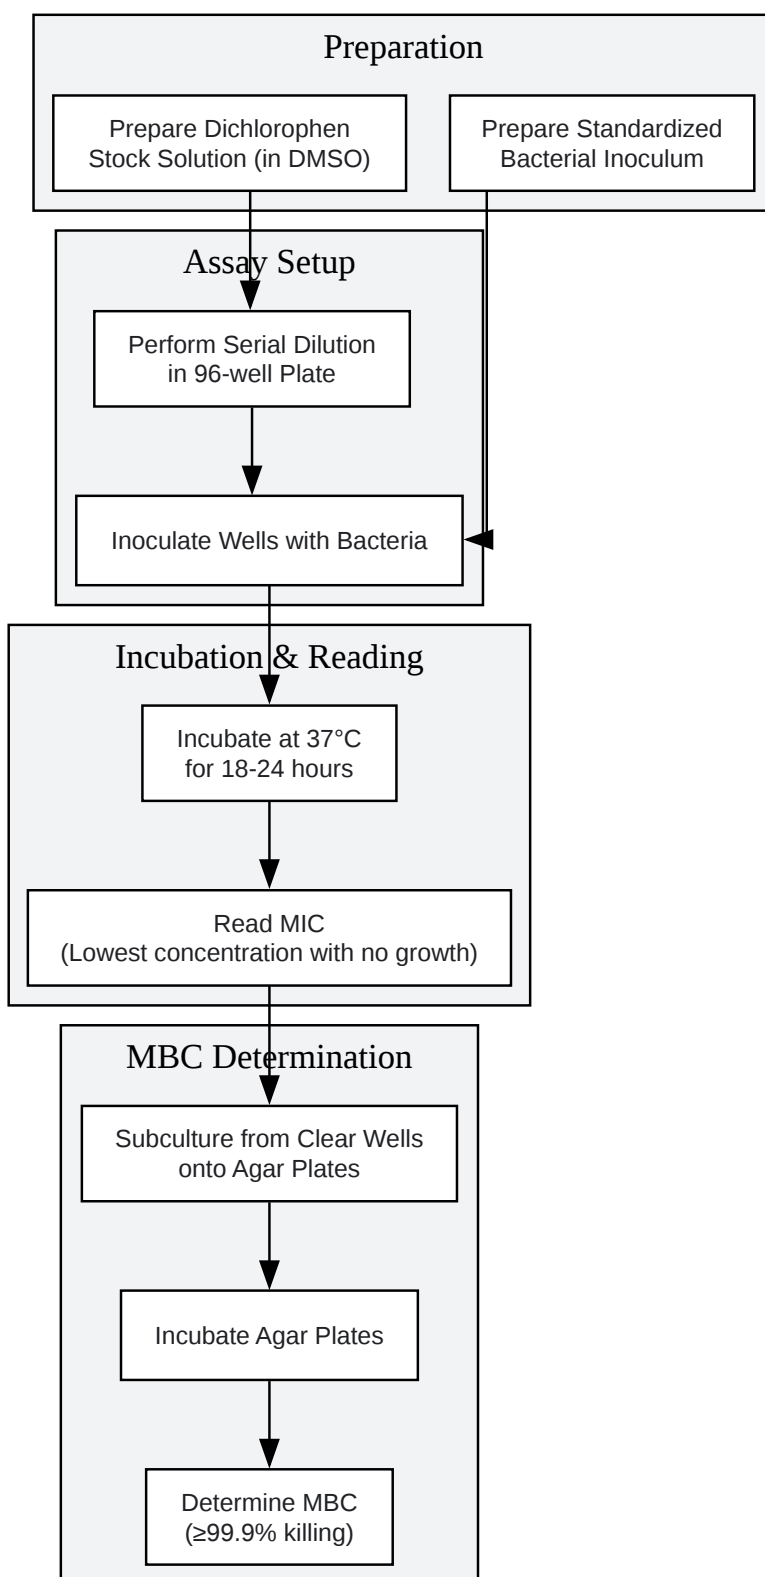 Preparation
Prepare Dichlorophen
Stock Solution (in DMSO)
Prepare Standardized
Bacterial Inoculum
Assay Setup
Perform Serial Dilution
in 96-well Plate
Inoculate Wells with Bacteria
Incubation & Reading
Incubate at 37°C
for 18-24 hours
Read MIC
(Lowest concentration with no growth)
MBC Determination
Subculture from Clear Wells
onto Agar Plates
Incubate Agar Plates
Determine MBC
(≥99.9% killing)